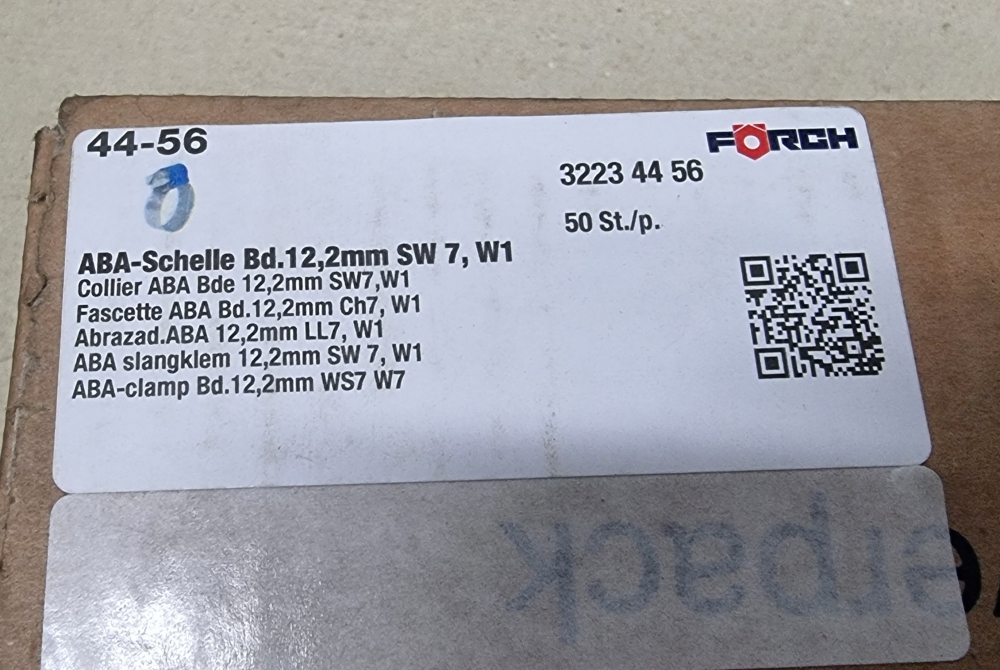 44-56
FÖRCH
3223 44 56
50 St./p.
ABA-Schelle Bd.12,2mm SW 7, W1
Collier ABA Bde 12,2mm SW7,W1
Fascette ABA Bd.12,2mm Ch7, W1
Abrazad.ABA 12,2mm LL7, W1
ABA slangklem 12,2mm SW 7, W1
ABA-clamp Bd.12,2mm WS7 W7